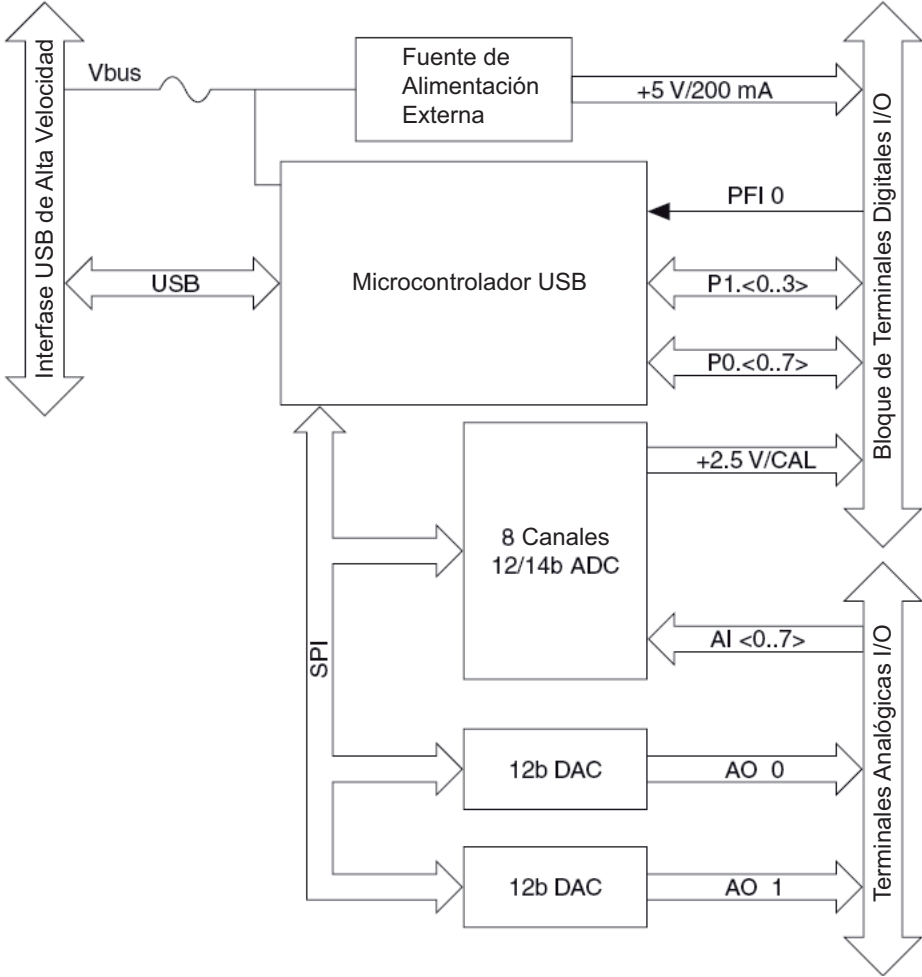 Interfase USB de Alta Velocidad
Vbus
Fuente de
Alimentación
Externa
+5 V/200 mA
Bloque de Terminales Digitales I/O
PFI 0
USB
Microcontrolador USB
P1.<0..3>
P0.<0..7>
+2.5 V/CAL
8 Canales
12/14b ADC
SPI
AI <0..7>
Terminales Analógicas I/O
12b DAC
AO 0
12b DAC
AO 1